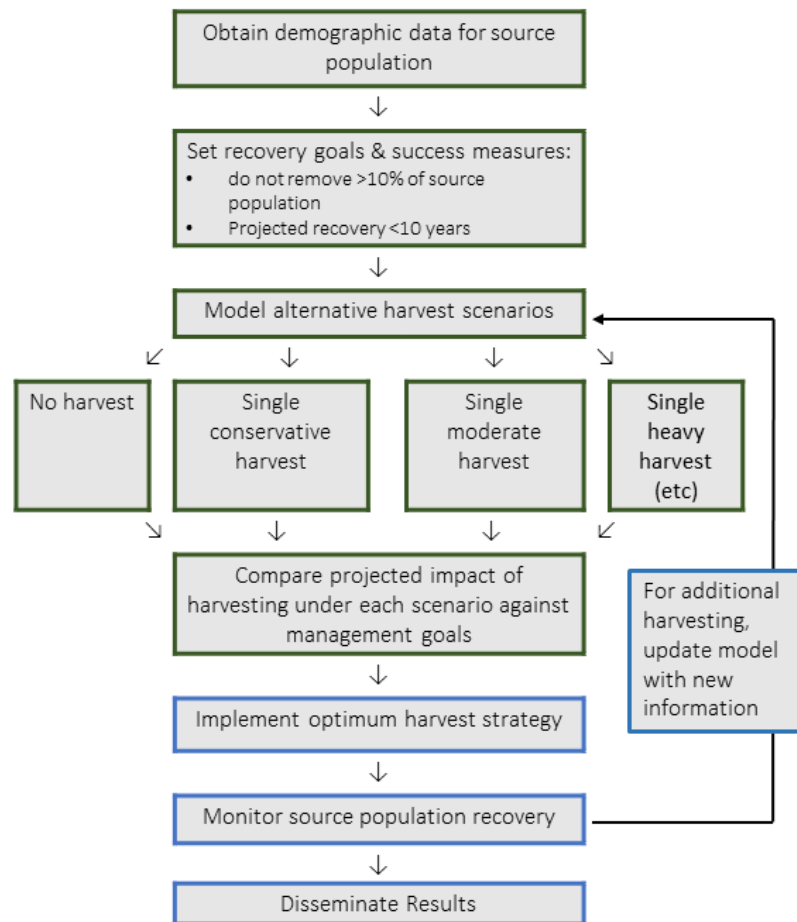 Obtain demographic data for source
population
↓
Set recovery goals & success measures:
• do not remove >10% of source
population
• Projected recovery <10 years
↓
Model alternative harvest scenarios
↙ ↓ ↓ ↘
No harvest
Single
conservative
harvest
Single
moderate
harvest
Single
heavy
harvest
(etc)
↘ ↓ ↓ ↙
Compare projected impact of
harvesting under each scenario against
management goals
For additional
harvesting,
update model
with new
information
↓
Implement optimum harvest strategy
↓
Monitor source population recovery
↓
Disseminate Results